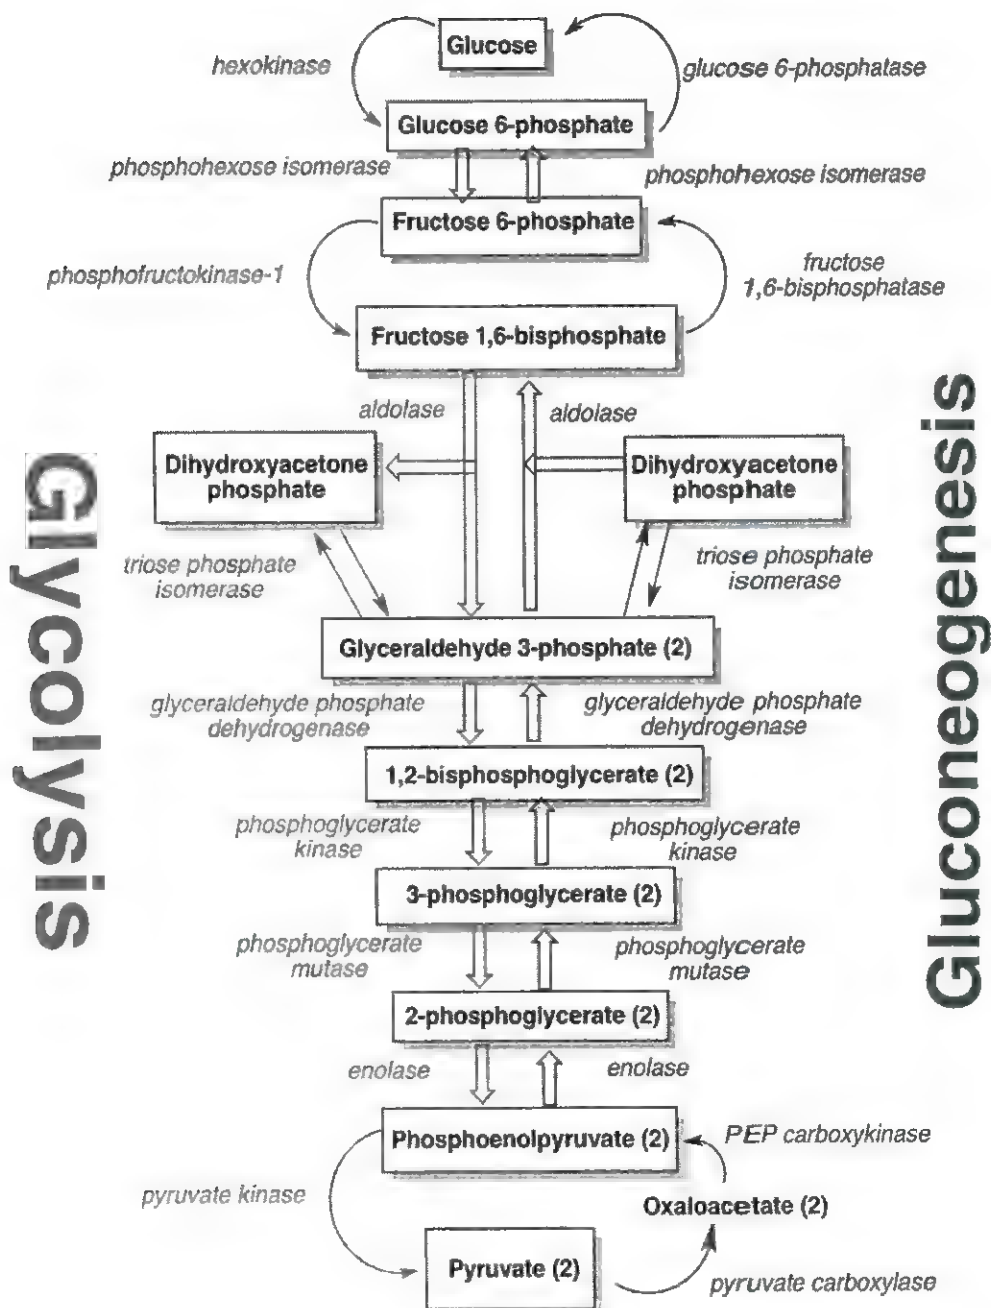 Glucose
hexokinase
glucose 6-phosphatase
Glucose 6-phosphate
phosphohexose isomerase
phosphohexose isomerase
Fructose 6-phosphate
phosphofructokinase-1
fructose
1,6-bisphosphatase
Fructose 1,6-bisphosphate
aldolase
aldolase
Dihydroxyacetone
phosphate
Dihydroxyacetone
phosphate
triose phosphate
isomerase
triose phosphate
isomerase
Glyceraldehyde 3-phosphate (2)
glyceraldehyde phosphate
dehydrogenase
glyceraldehyde phosphate
dehydrogenase
1,2-bisphosphoglycerate (2)
phosphoglycerate
kinase
phosphoglycerate
kinase
3-phosphoglycerate (2)
phosphoglycerate
mutase
phosphoglycerate
mutase
2-phosphoglycerate (2)
enolase
enolase
Phosphoenolpyruvate (2)
PEP carboxykinase
pyruvate kinase
Oxaloacetate (2)
Pyruvate (2)
pyruvate carboxylase
Glycolysis
Gluconeogenesis